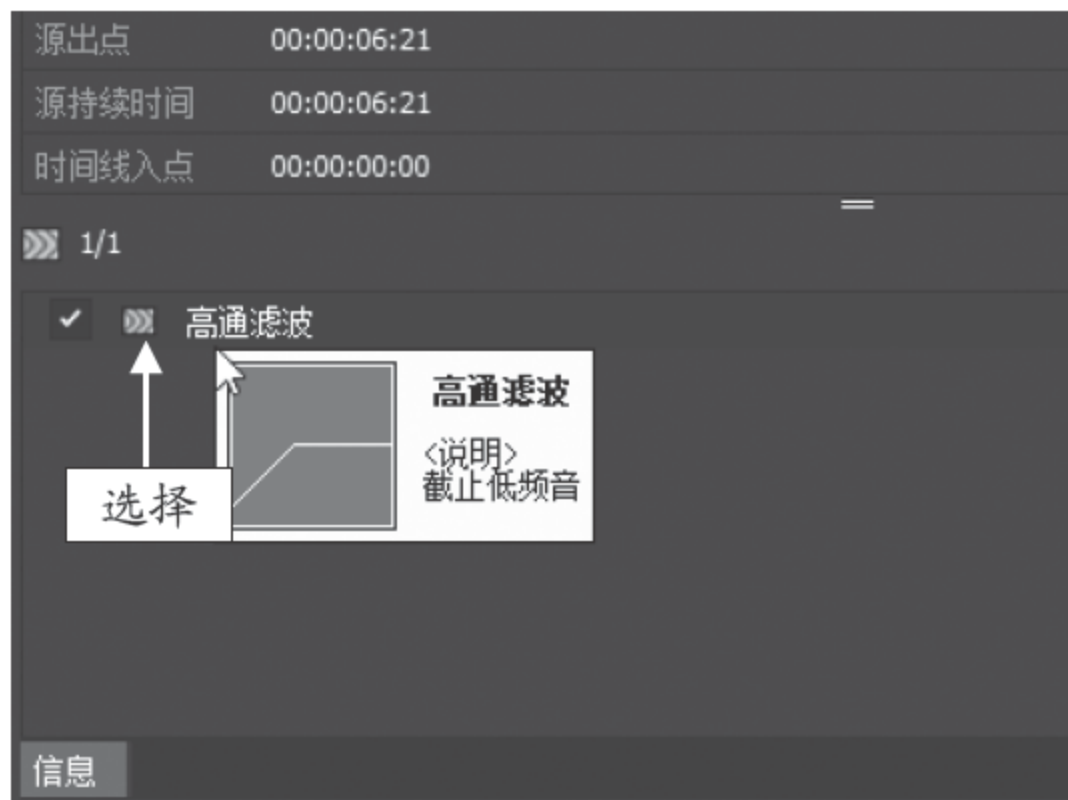 源出点 00:00:06:21
源持续时间 00:00:06:21
时间线入点 00:00:00:00
1/1
高通滤波
高通滤波
<说明>
截止低频音
选择
信息